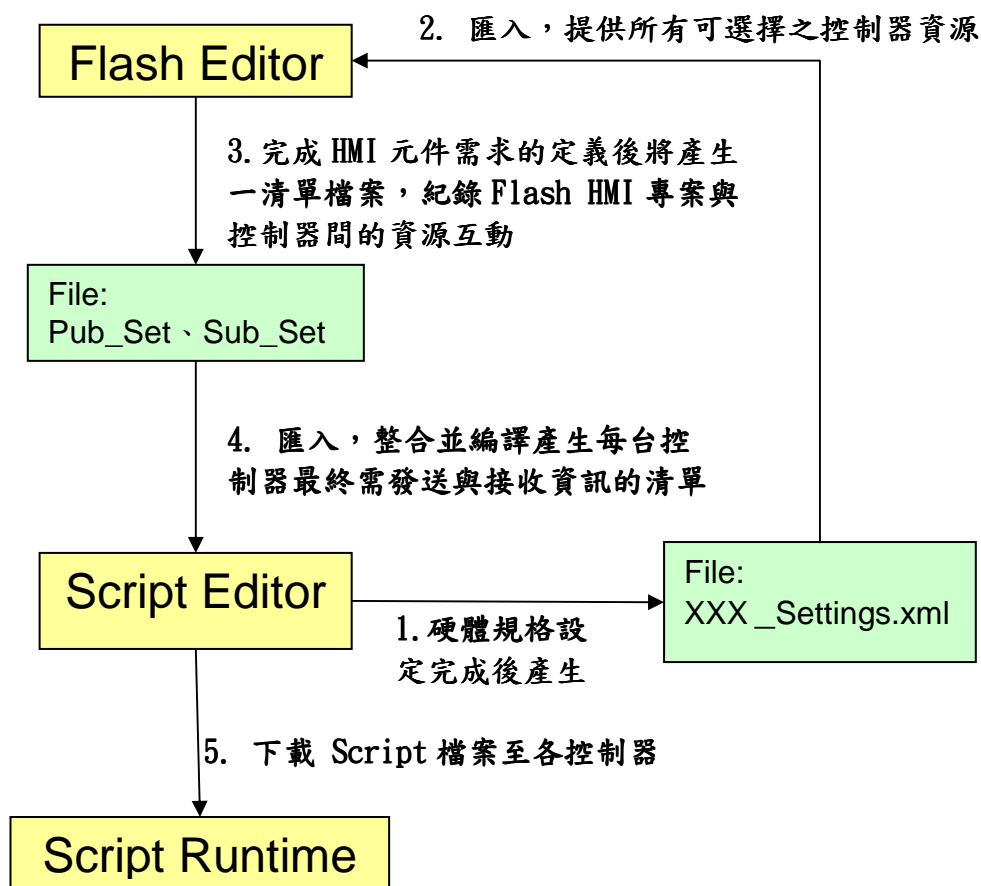 2. 匯入，提供所有可選擇之控制器資源
Flash Editor
3.完成 HMI 元件需求的定義後將產生
一清單檔案，紀錄 Flash HMI 專案與
控制器間的資源互動
File:
Pub_Set、Sub_Set
4. 匯入，整合並編譯產生每台控
制器最終需發送與接收資訊的清單
Script Editor
File:
XXX _Settings.xml
1.硬體規格設
定完成後產生
5. 下載 Script 檔案至各控制器
Script Runtime